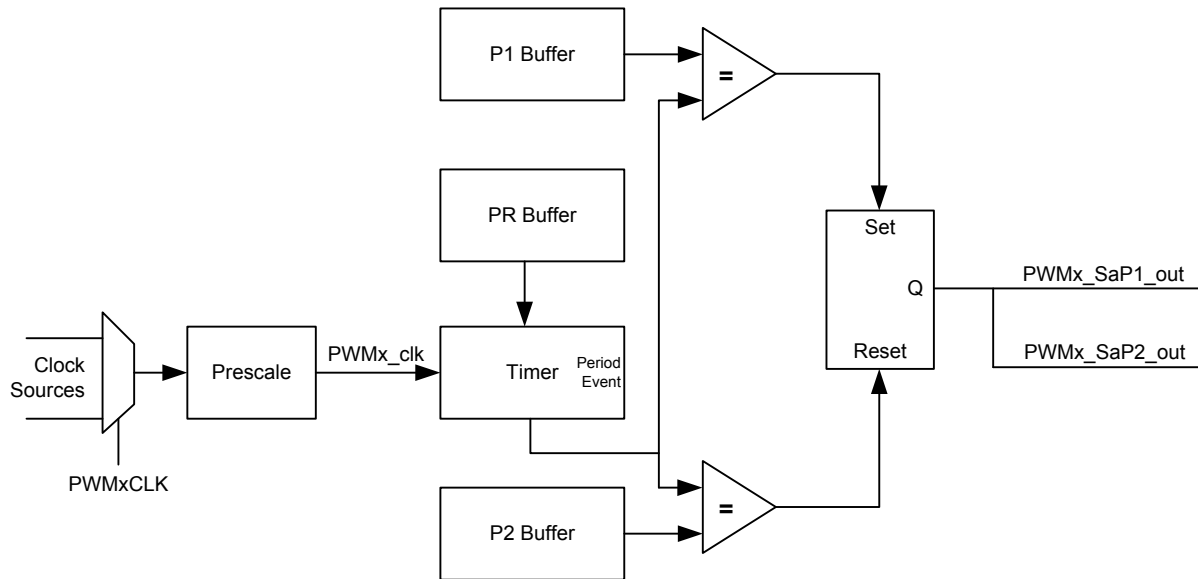 P1 Buffer
=
PR Buffer
Set
Q
Reset
PWMx_SaP1_out
PWMx_SaP2_out
Clock
Sources
Prescale
PWMx_clk
Timer
Period
Event
PWMxCLK
P2 Buffer
=